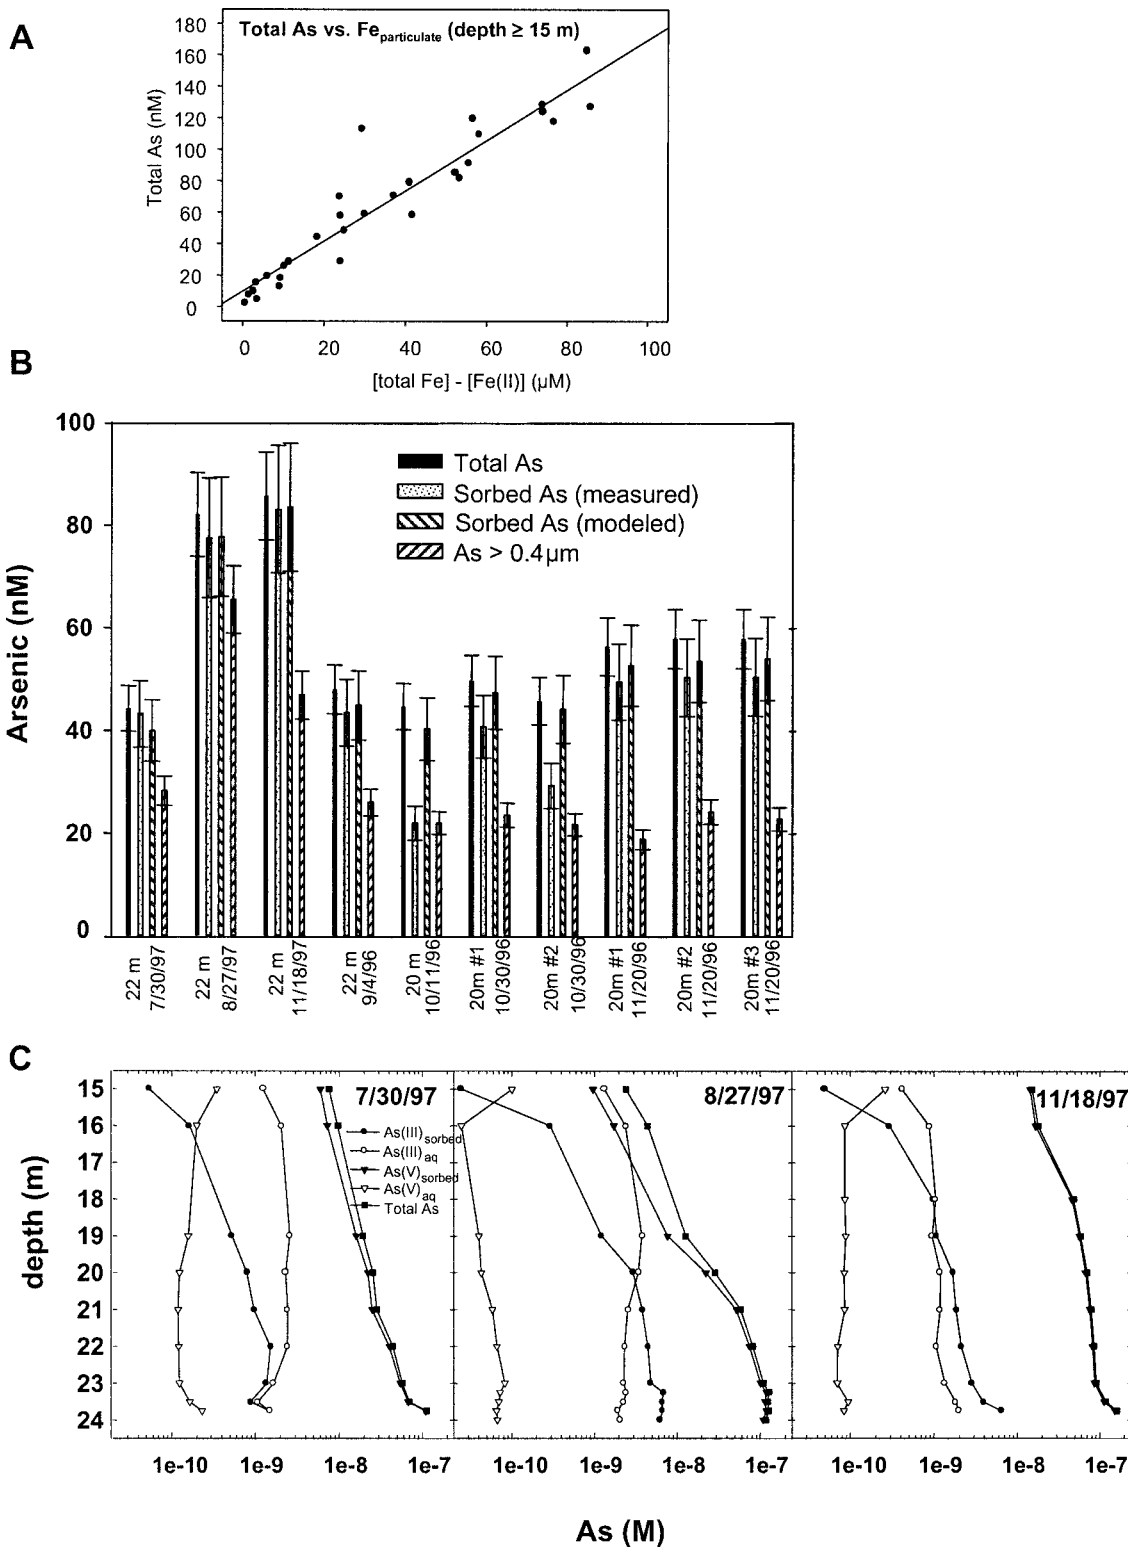 A
Total As vs. Fe particulate (depth ≥ 15 m)
180
160
140
120
100
80
60
40
20
0
Total As (nM)
0 20 40 60 80 100
[total Fe] - [Fe(II)] (µM)
B
100
80
60
40
20
0
Arsenic (nM)
Total As
Sorbed As (measured)
Sorbed As (modeled)
As > 0.4µm
22 m 7/30/97
22 m 8/27/97
22 m 11/18/97
22 m 9/4/96
20 m 10/11/96
20m #1 10/30/96
20m #2 10/30/96
20m #1 11/20/96
20m #2 11/20/96
20m #3 11/20/96
C
15
16
17
18
19
20
21
22
23
24
depth (m)
7/30/97
As(III)sorbed
As(III)aq
As(V)sorbed
As(V)aq
Total As
8/27/97
11/18/97
1e-10 1e-9 1e-8 1e-7 1e-10 1e-9 1e-8 1e-7 1e-10 1e-9 1e-8 1e-7
As (M)